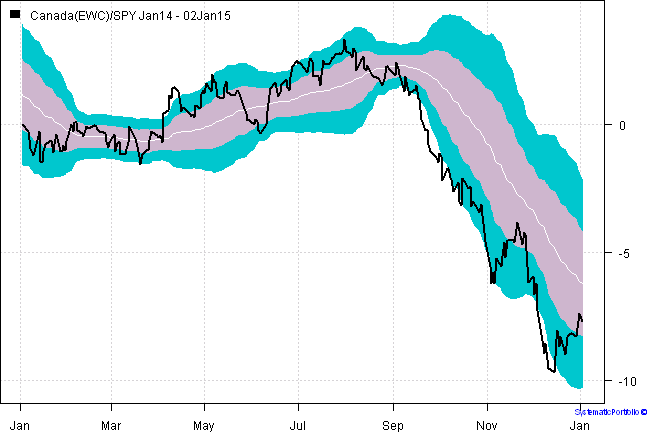 Canada(EWC)/SPY Jan14 - 02Jan15
0
-5
-10
Jan Mar May Jul Sep Nov Jan
SystematicPortfolio ©